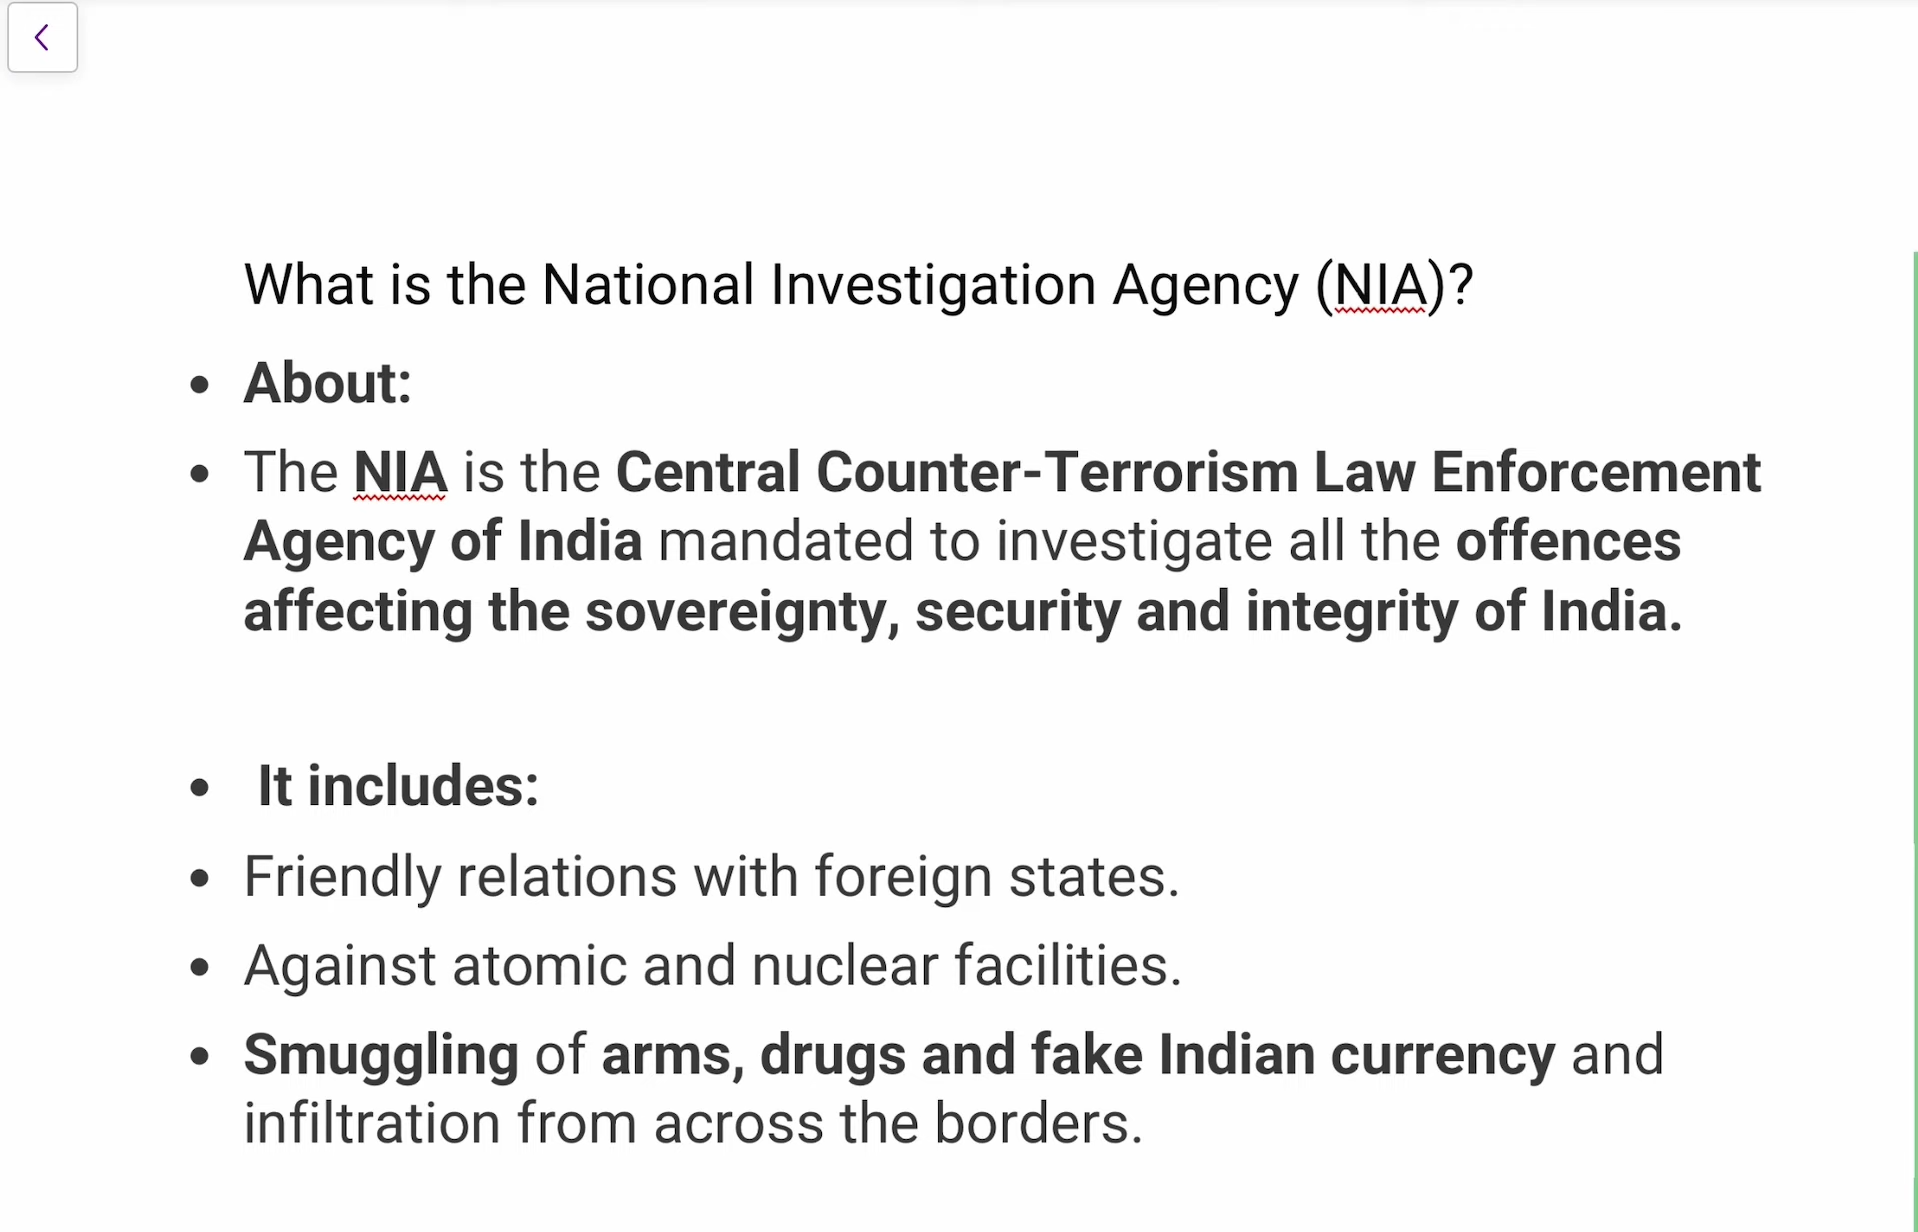 What is the National Investigation Agency (NIA)?
• About:
• The NIA is the Central Counter-Terrorism Law Enforcement
Agency of India mandated to investigate all the offences
affecting the sovereignty, security and integrity of India.
• It includes:
• Friendly relations with foreign states.
• Against atomic and nuclear facilities.
• Smuggling of arms, drugs and fake Indian currency and
infiltration from across the borders.